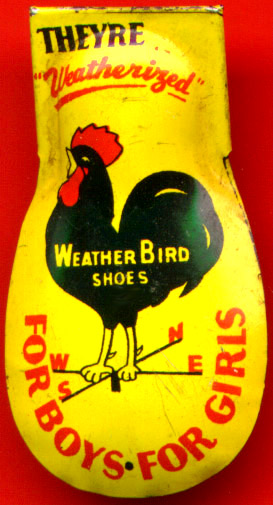 THEYRE
"Weatherized"
WEATHER BIRD
SHOES
N
W E
S
FOR BOYS · FOR GIRLS